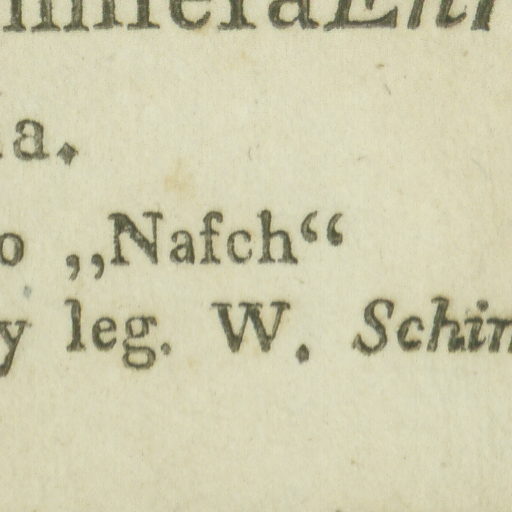 a.
„Nafch“
y leg. W. Schin